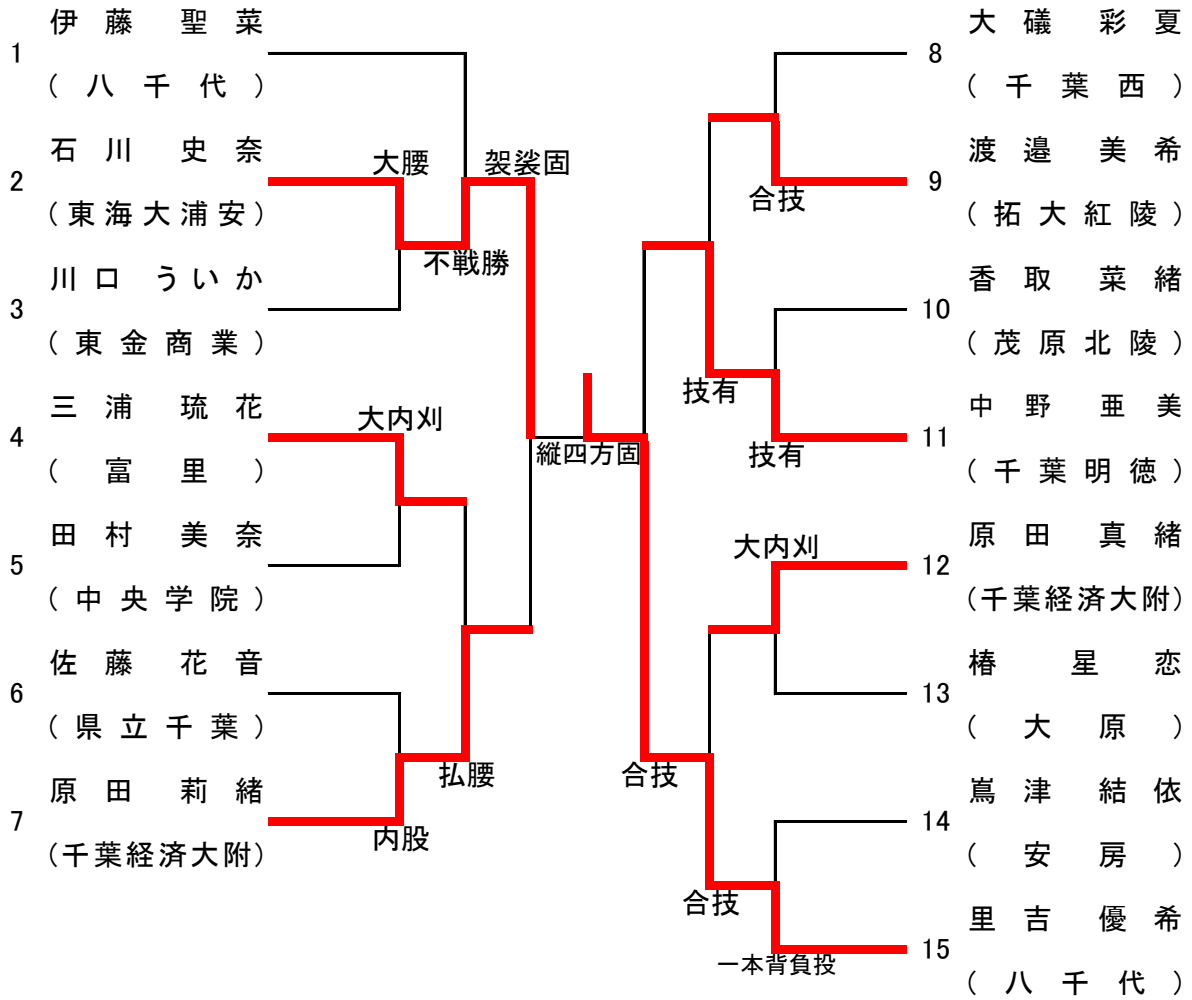 1
伊藤 聖菜
(八千代)
2
石川 史奈
(東海大浦安)
3
川口 ういか
(東金商業)
4
三浦 琉花
(富里)
5
田村 美奈
(中央学院)
6
佐藤 花音
(県立千葉)
7
原田 莉緒
(千葉経済大附)
大腰
袈裟固
不戦勝
大内刈
払腰
内股
縦四方固
合技
技有
技有
大内刈
合技
合技
一本背負投
大礒 彩夏
8
(千葉西)
渡邉 美希
9
(拓大紅陵)
香取 菜緒
10
(茂原北陵)
中野 亜美
11
(千葉明徳)
原田 真緒
12
(千葉経済大附)
椿 星恋
13
(大原)
嶌津 結依
14
(安房)
里吉 優希
15
(八千代)